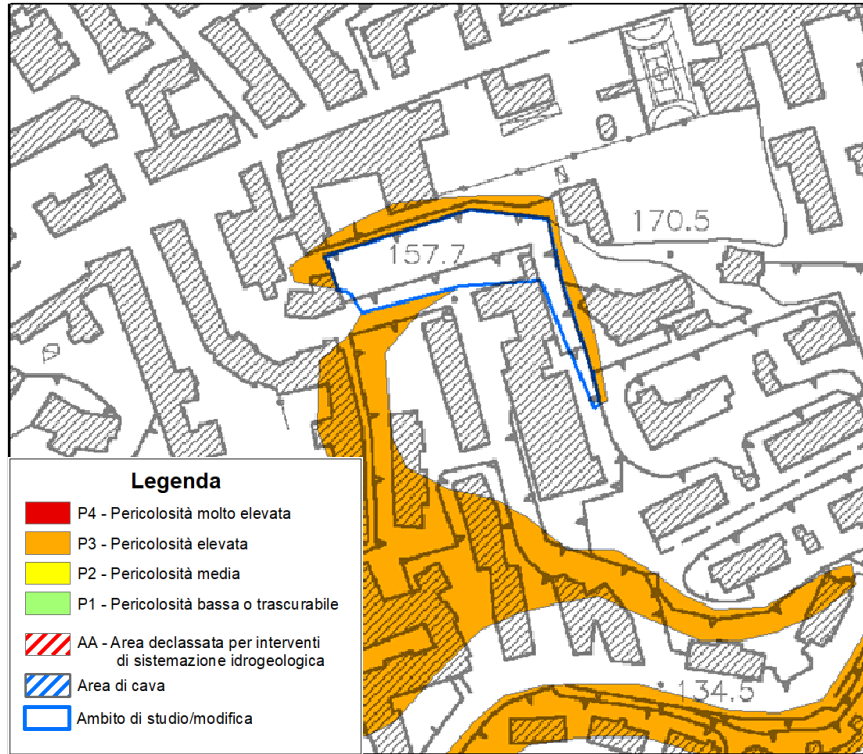 170.5
157.7
134.5
Legenda
P4 - Pericolosità molto elevata
P3 - Pericolosità elevata
P2 - Pericolosità media
P1 - Pericolosità bassa o trascurabile
AA - Area declassata per interventi
di sistemazione idrogeologica
Area di cava
Ambito di studio/modifica